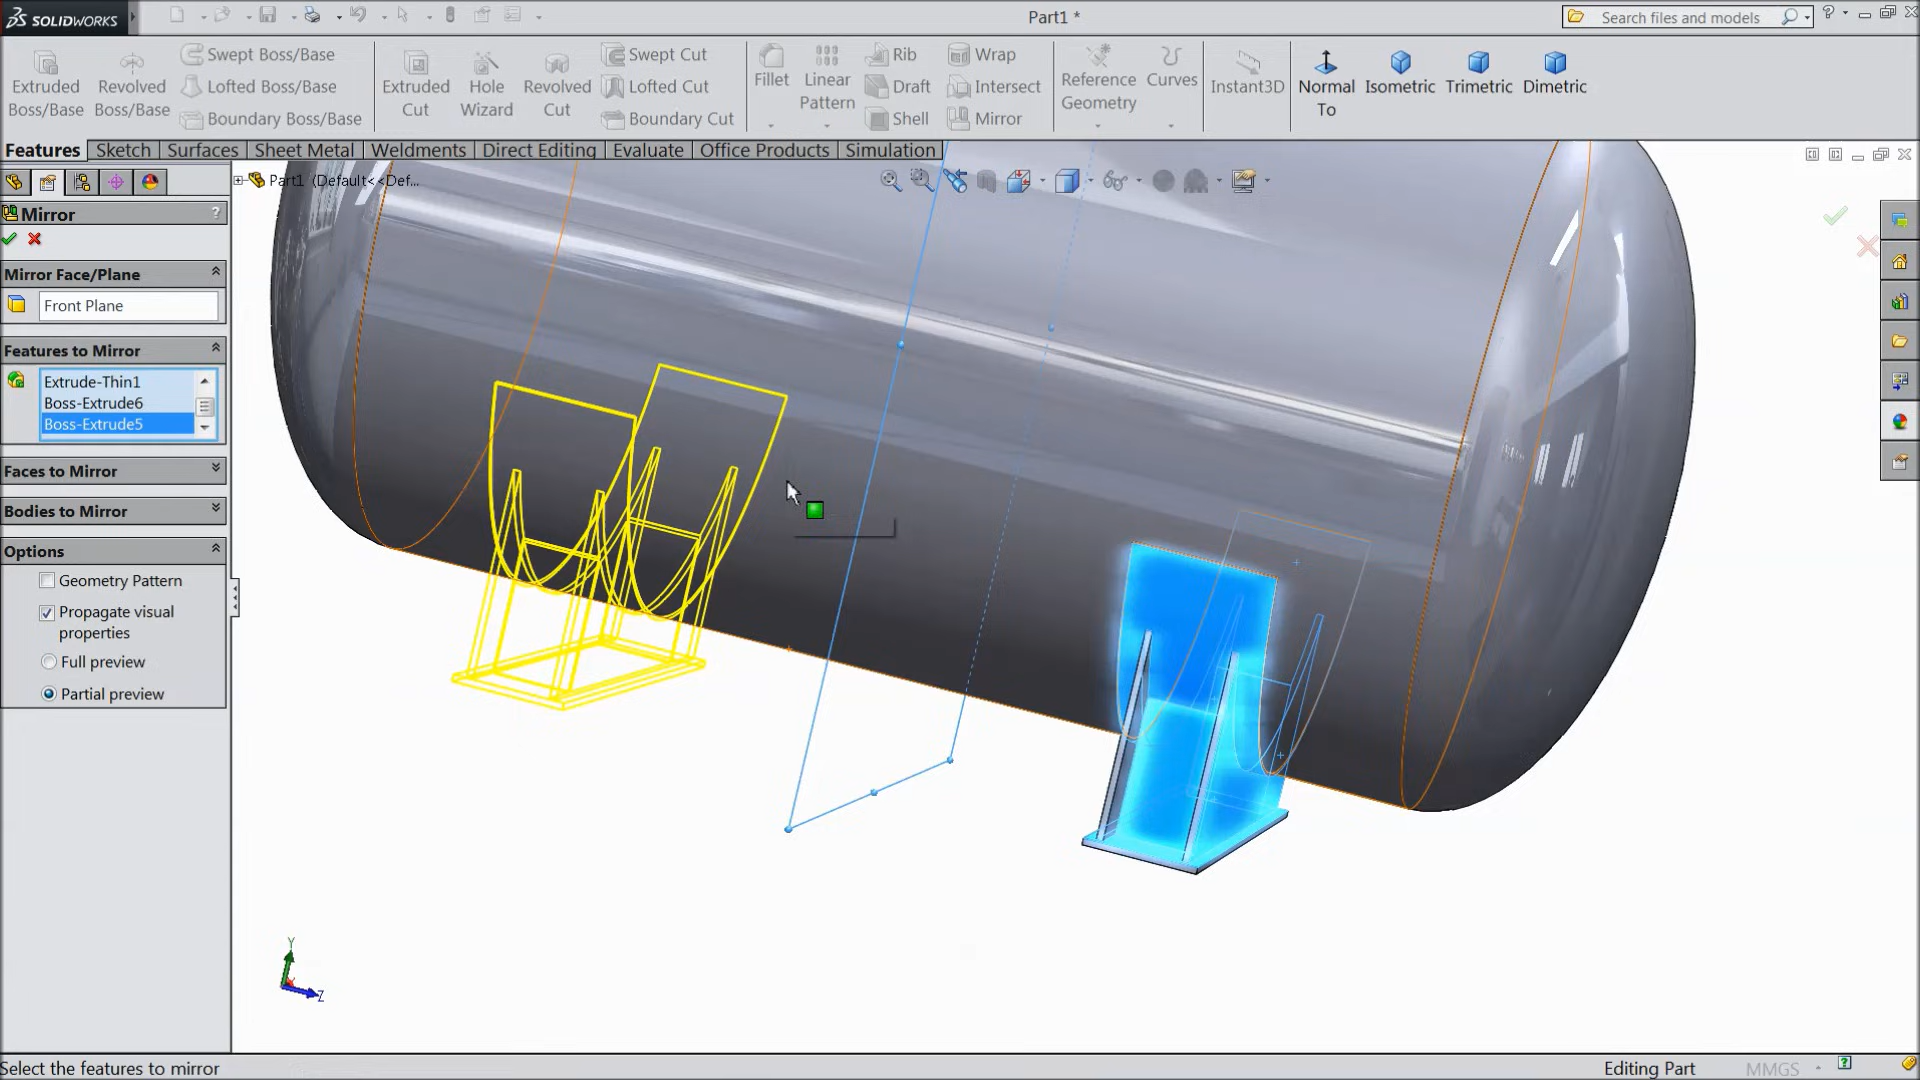 SOLIDWORKS
Part1 *
Search files and models
?
Extruded
Boss/Base
Revolved
Boss/Base
Swept Boss/Base
Lofted Boss/Base
Boundary Boss/Base
Extruded
Cut
Hole
Wizard
Revolved
Cut
Swept Cut
Lofted Cut
Boundary Cut
Fillet
Linear
Pattern
Rib
Draft
Shell
Wrap
Intersect
Mirror
Reference
Geometry
Curves
Instant3D
Normal
To
Isometric
Trimetric
Dimetric
Features
Sketch
Surfaces
Sheet Metal
Weldments
Direct Editing
Evaluate
Office Products
Simulation
Part1 (Default<<Def...
Mirror
?
Mirror Face/Plane
Front Plane
Features to Mirror
Extrude-Thin1
Boss-Extrude6
Boss-Extrude5
Faces to Mirror
Bodies to Mirror
Options
Geometry Pattern
Propagate visual
properties
Full preview
Partial preview
Y
Z
Select the features to mirror
Editing Part
MMGS
?